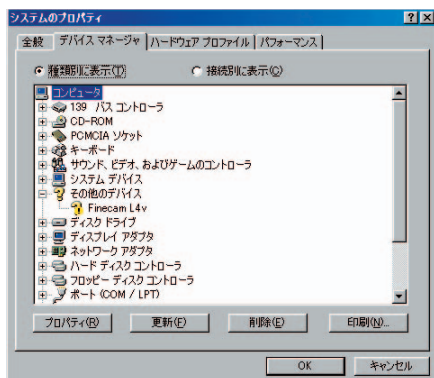 システムのプロパティ
全般 デバイス マネージャ ハードウェア プロファイル パフォーマンス
種類別に表示(T) 接続別に表示(C)
コンピュータ
139 バス コントローラ
CD-ROM
PCMCIA ソケット
キーボード
サウンド、ビデオ、およびゲームのコントローラ
システム デバイス
その他のデバイス
Finecam L4v
ディスク ドライブ
ディスプレイ アダプタ
ネットワーク アダプタ
ハード ディスク コントローラ
フロッピー ディスク コントローラ
ポート (COM / LPT)
プロパティ(R) 更新(F) 削除(E) 印刷(N)...
OK キャンセル